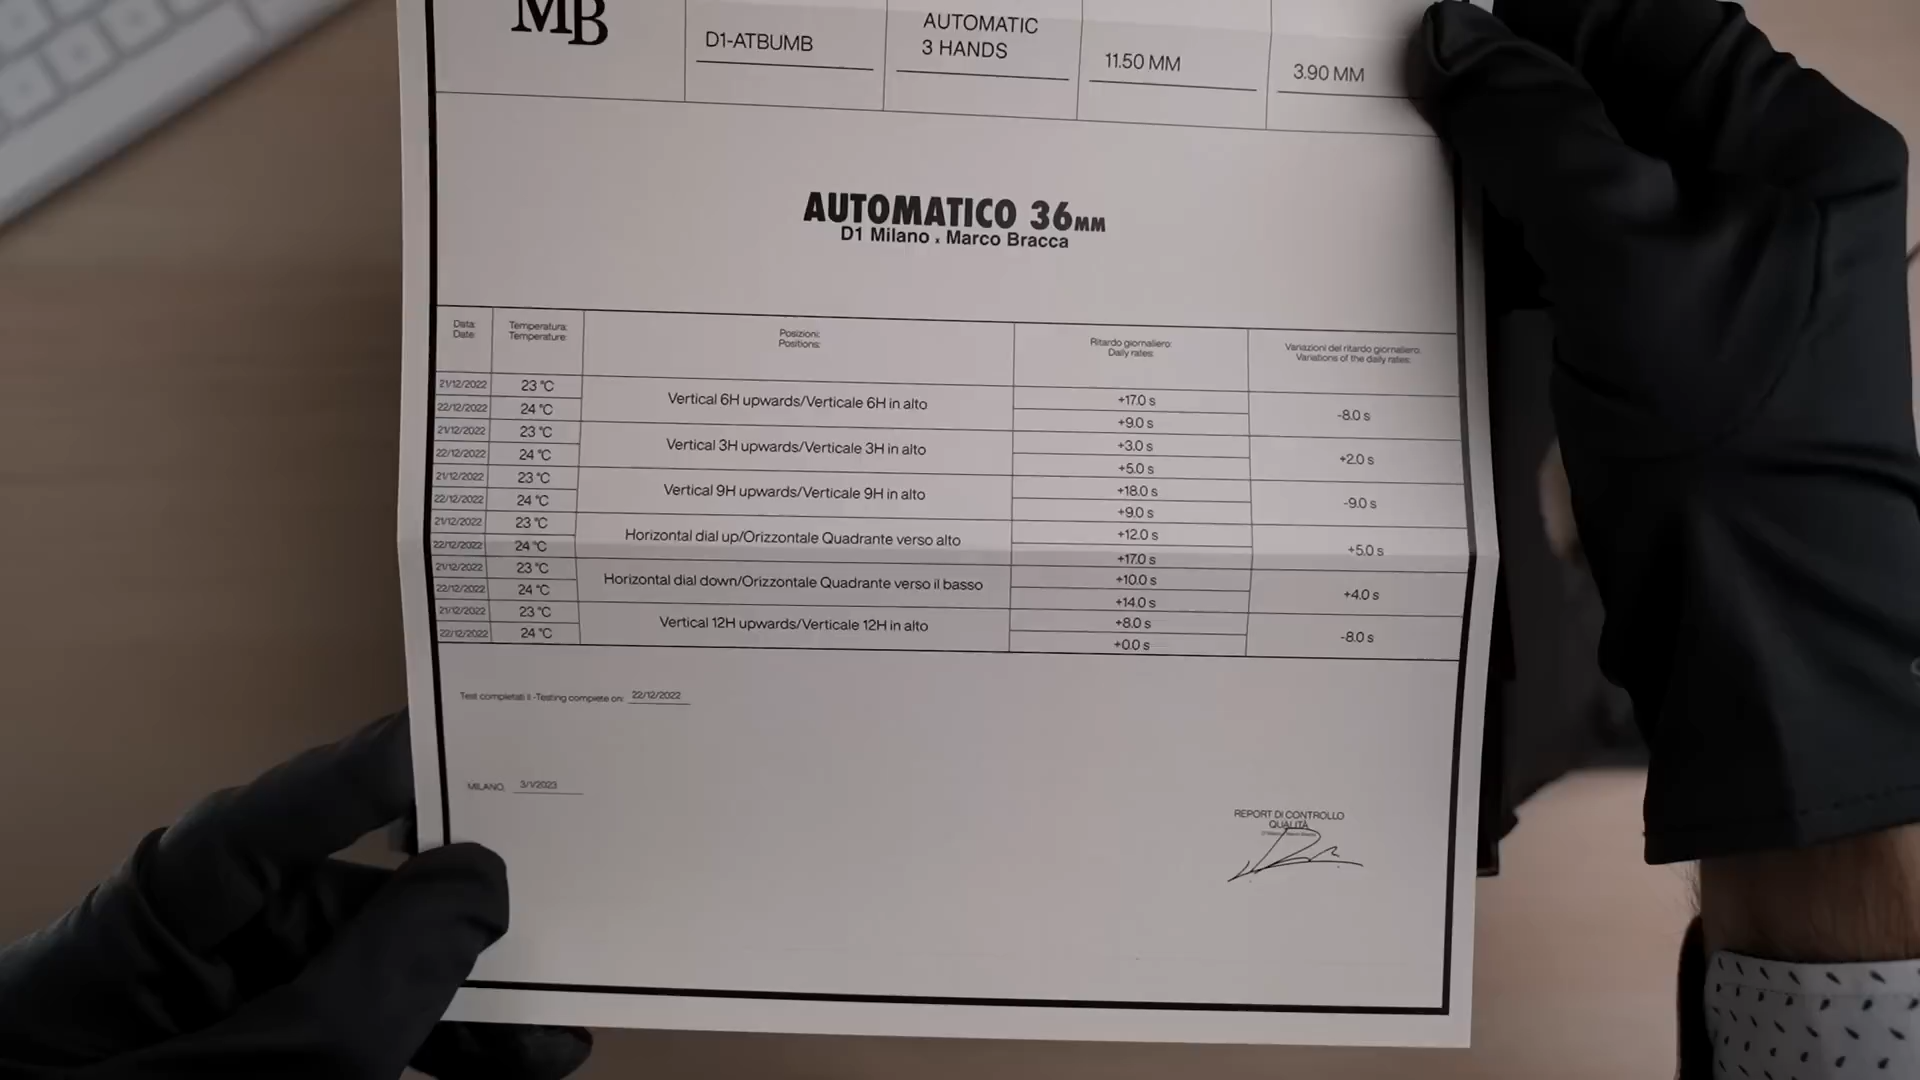 MB
D1-ATBUMB
AUTOMATIC
3 HANDS
11.50 MM
3.90 MM
AUTOMATICO 36MM
D1 Milano x Marco Bracca
Data:
Date:
Temperatura:
Temperature:
Posizioni:
Positions:
Ritardo giornaliero:
Daily rates:
Variazioni del ritardo giornaliero:
Variations of the daily rates:
21/12/2022 23 °C Vertical 6H upwards/Verticale 6H in alto +17.0 s -8.0 s
22/12/2022 24 °C +9.0 s
21/12/2022 23 °C Vertical 3H upwards/Verticale 3H in alto +3.0 s +2.0 s
22/12/2022 24 °C +5.0 s
21/12/2022 23 °C Vertical 9H upwards/Verticale 9H in alto +18.0 s -9.0 s
22/12/2022 24 °C +9.0 s
21/12/2022 23 °C Horizontal dial up/Orizzontale Quadrante verso alto +12.0 s +5.0 s
22/12/2022 24 °C +17.0 s
21/12/2022 23 °C Horizontal dial down/Orizzontale Quadrante verso il basso +10.0 s +4.0 s
22/12/2022 24 °C +14.0 s
21/12/2022 23 °C Vertical 12H upwards/Verticale 12H in alto +8.0 s -8.0 s
22/12/2022 24 °C +0.0 s
Test completati il -Testing complete on: 22/12/2022
MILANO, 3/1/2023
REPORT DI CONTROLLO
QUALITÀ